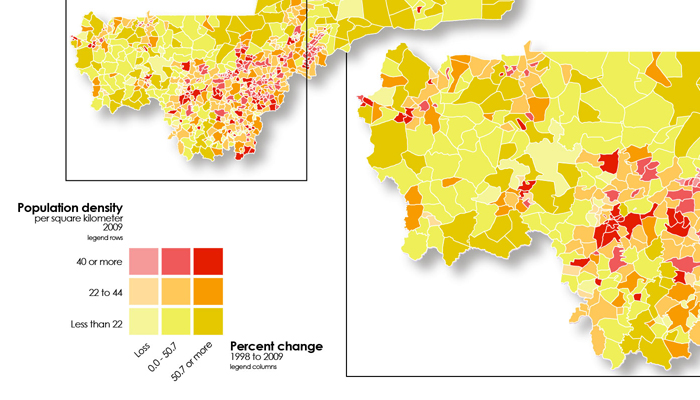 Population density
per square kilometer
2009
legend rows
40 or more
22 to 44
Less than 22
Loss
0.0 - 50.7
50.7 or more
Percent change
1998 to 2009
legend columns